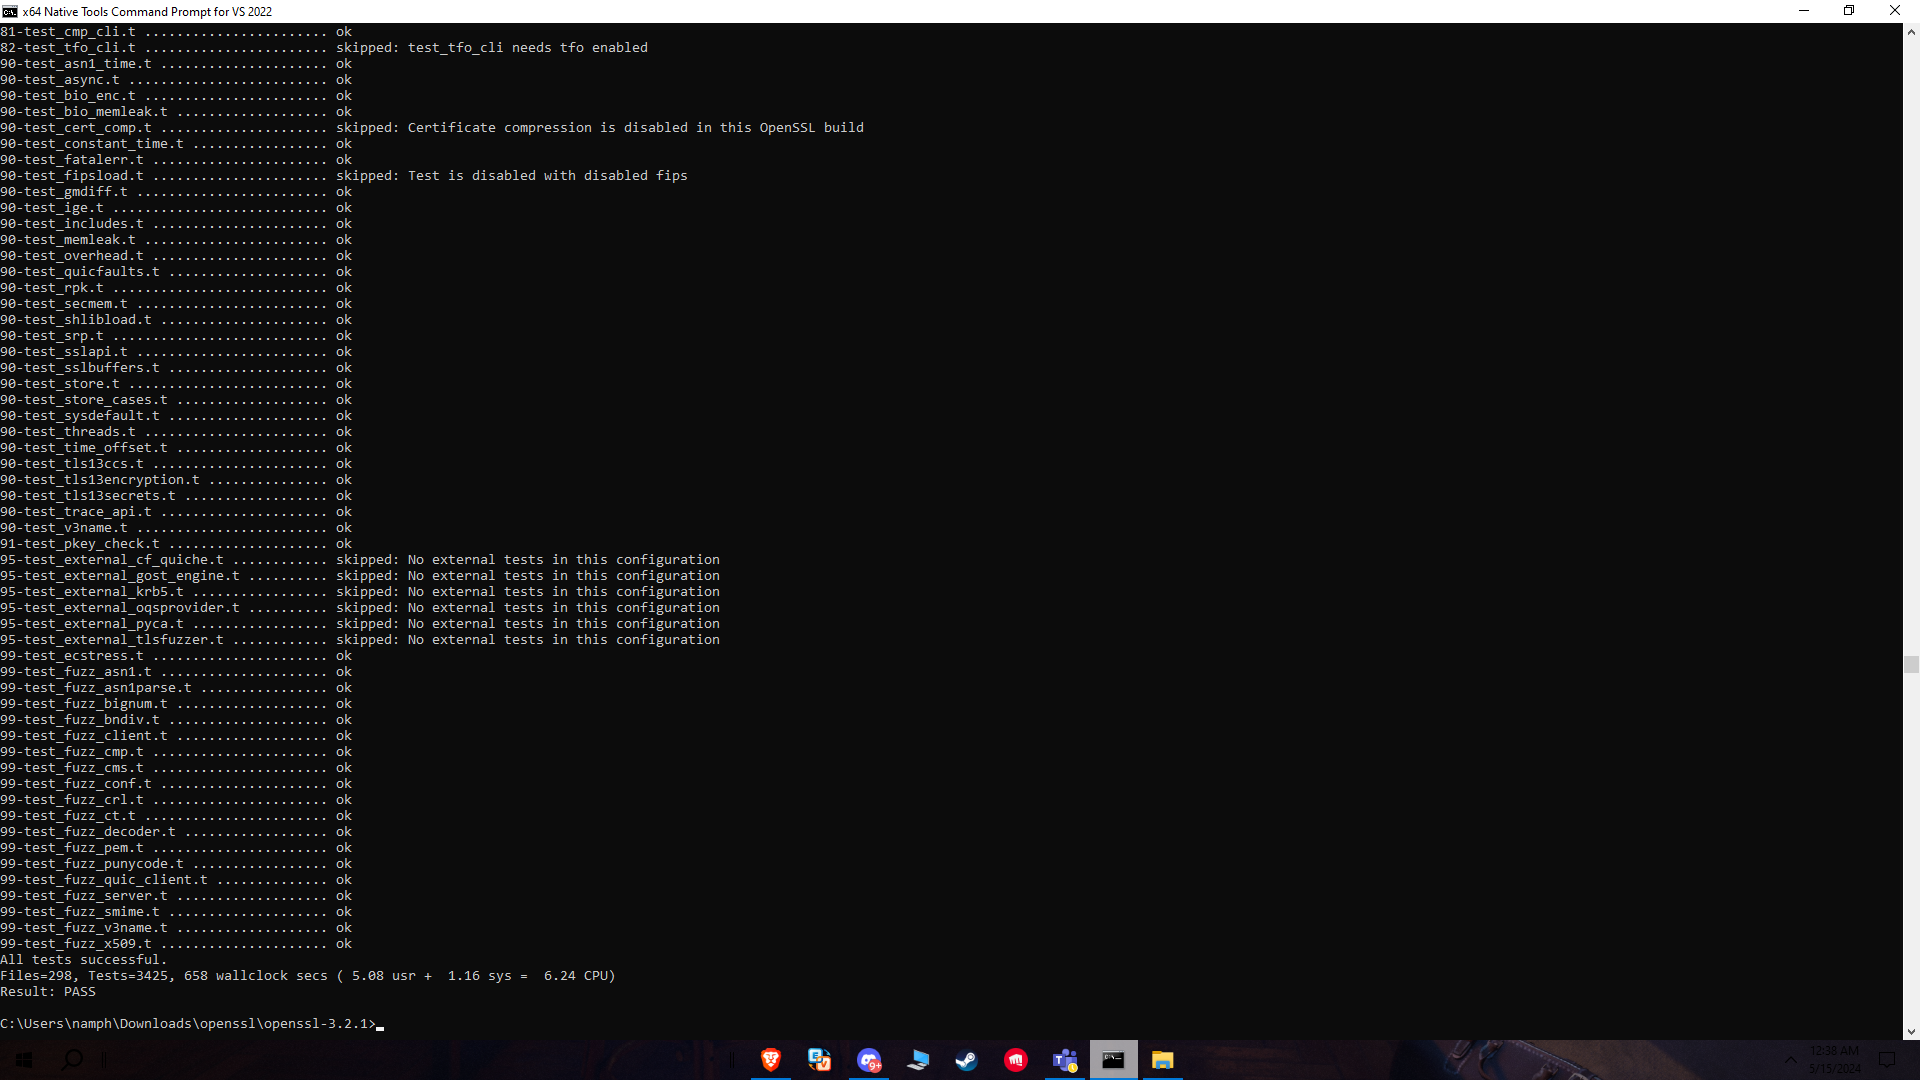 x64 Native Tools Command Prompt for VS 2022
81-test_cmp_cli.t ....................... ok
82-test_tfo_cli.t ....................... skipped: test_tfo_cli needs tfo enabled
90-test_asn1_time.t ..................... ok
90-test_async.t ......................... ok
90-test_bio_enc.t ....................... ok
90-test_bio_memleak.t ................... ok
90-test_cert_comp.t ..................... skipped: Certificate compression is disabled in this OpenSSL build
90-test_constant_time.t ................. ok
90-test_fatalerr.t ...................... ok
90-test_fipsload.t ...................... skipped: Test is disabled with disabled fips
90-test_gmdiff.t ........................ ok
90-test_ige.t ........................... ok
90-test_includes.t ...................... ok
90-test_memleak.t ....................... ok
90-test_overhead.t ...................... ok
90-test_quicfaults.t .................... ok
90-test_rpk.t ........................... ok
90-test_secmem.t ........................ ok
90-test_shlibload.t ..................... ok
90-test_srp.t ........................... ok
90-test_sslapi.t ........................ ok
90-test_sslbuffers.t .................... ok
90-test_store.t ......................... ok
90-test_store_cases.t ................... ok
90-test_sysdefault.t .................... ok
90-test_threads.t ....................... ok
90-test_time_offset.t ................... ok
90-test_tls13ccs.t ...................... ok
90-test_tls13encryption.t ............... ok
90-test_tls13secrets.t .................. ok
90-test_trace_api.t ..................... ok
90-test_v3name.t ........................ ok
91-test_pkey_check.t .................... ok
95-test_external_cf_quiche.t ............ skipped: No external tests in this configuration
95-test_external_gost_engine.t .......... skipped: No external tests in this configuration
95-test_external_krb5.t ................. skipped: No external tests in this configuration
95-test_external_oqsprovider.t .......... skipped: No external tests in this configuration
95-test_external_pyca.t ................. skipped: No external tests in this configuration
95-test_external_tlsfuzzer.t ............ skipped: No external tests in this configuration
99-test_ecstress.t ...................... ok
99-test_fuzz_asn1.t ..................... ok
99-test_fuzz_asn1parse.t ................ ok
99-test_fuzz_bignum.t ................... ok
99-test_fuzz_bndiv.t .................... ok
99-test_fuzz_client.t ................... ok
99-test_fuzz_cmp.t ...................... ok
99-test_fuzz_cms.t ...................... ok
99-test_fuzz_conf.t ..................... ok
99-test_fuzz_crl.t ...................... ok
99-test_fuzz_ct.t ....................... ok
99-test_fuzz_decoder.t .................. ok
99-test_fuzz_pem.t ...................... ok
99-test_fuzz_punycode.t ................. ok
99-test_fuzz_quic_client.t .............. ok
99-test_fuzz_server.t ................... ok
99-test_fuzz_smime.t .................... ok
99-test_fuzz_v3name.t ................... ok
99-test_fuzz_x509.t ..................... ok
All tests successful.
Files=298, Tests=3425, 658 wallclock secs ( 5.08 usr +  1.16 sys =  6.24 CPU)
Result: PASS
C:\Users\namph\Downloads\openssl\openssl-3.2.1>
9+
12:38 AM
5/15/2024